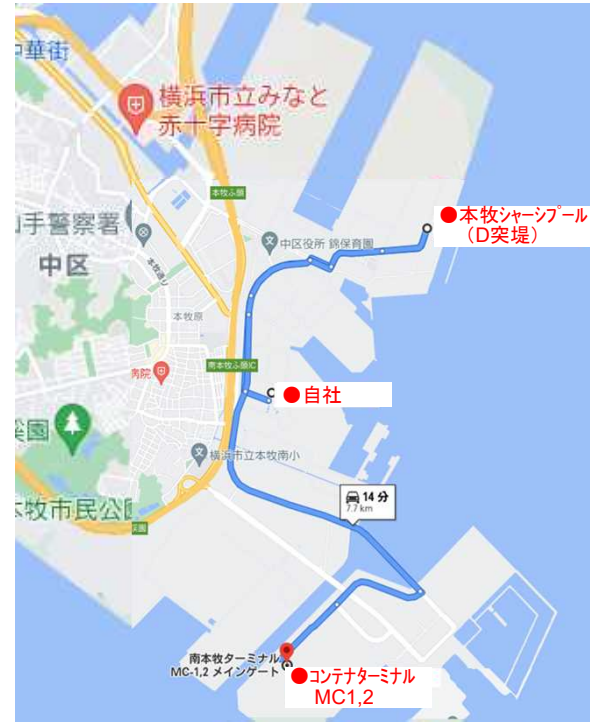 中華街
横浜市立みなと
赤十字病院
本牧ふ頭
山手警察署
中区
本牧通り
●本牧シャーシプール
（D突堤）
中区役所 錦保育園
本牧原
南本牧ふ頭IC
病院
●自社
横浜市立本牧南小
14 分
7.7 km
本牧市民公園
南本牧ターミナル
MC-1,2 メインゲート
●コンテナターミナル
MC1,2